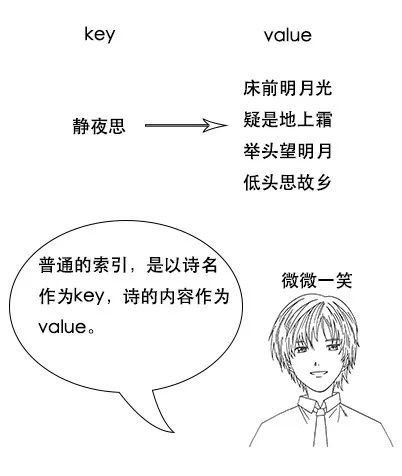 key value
静夜思
床前明月光
疑是地上霜
举头望明月
低头思故乡
普通的索引，是以诗名
作为key，诗的内容作为
value。
微微一笑